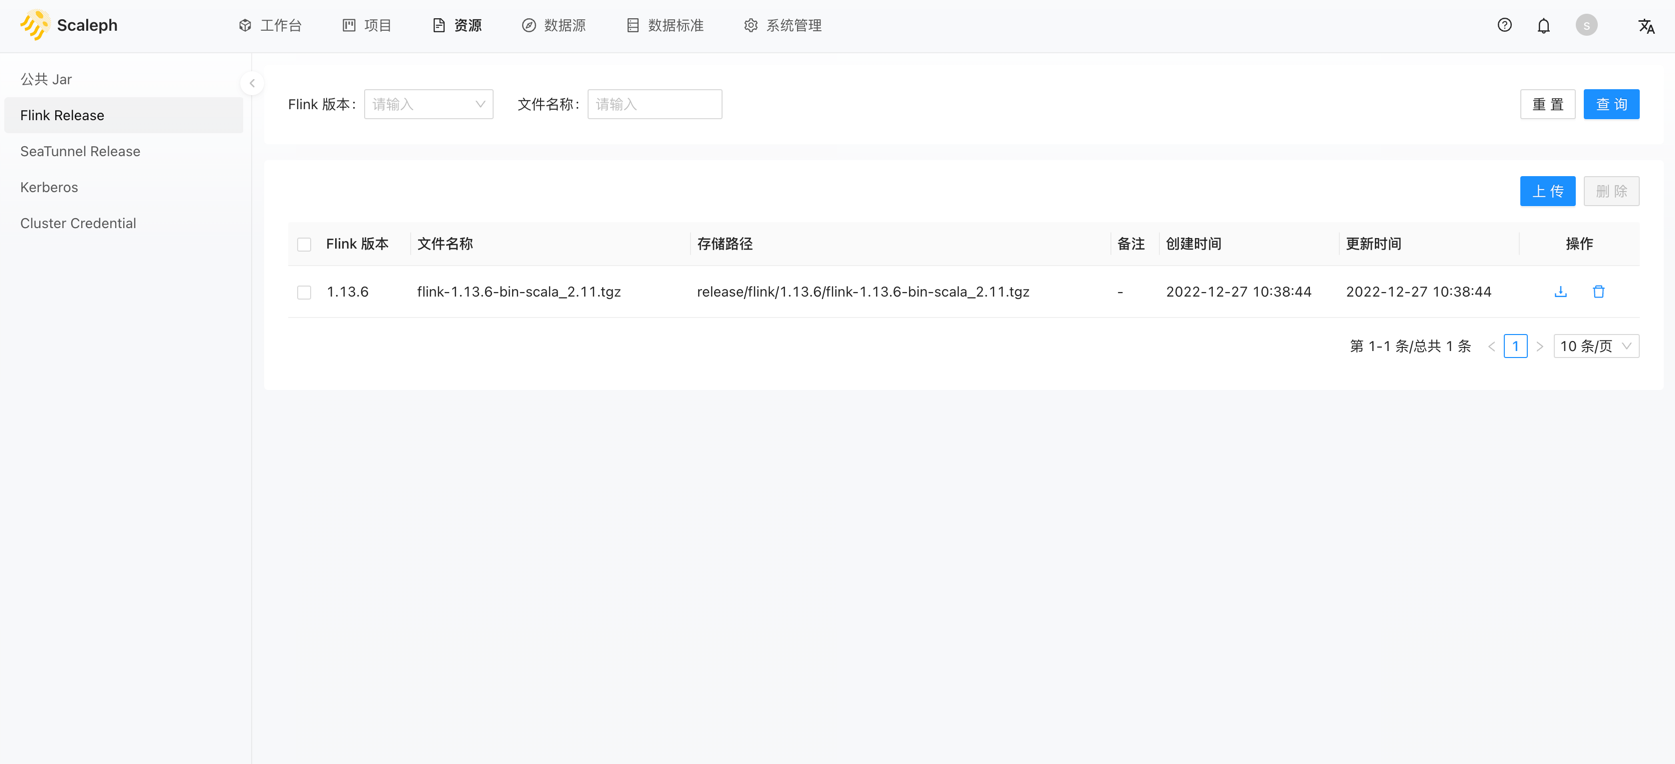 Scaleph 工作台 项目 资源 数据源 数据标准 系统管理 S
公共 Jar
Flink Release
SeaTunnel Release
Kerberos
Cluster Credential
Flink 版本: 请输入 文件名称: 请输入 重 置 查 询
上 传 删 除
Flink 版本 文件名称 存储路径 备注 创建时间 更新时间 操作
1.13.6 flink-1.13.6-bin-scala_2.11.tgz release/flink/1.13.6/flink-1.13.6-bin-scala_2.11.tgz - 2022-12-27 10:38:44 2022-12-27 10:38:44
第 1-1 条/总共 1 条 < 1 > 10 条/页